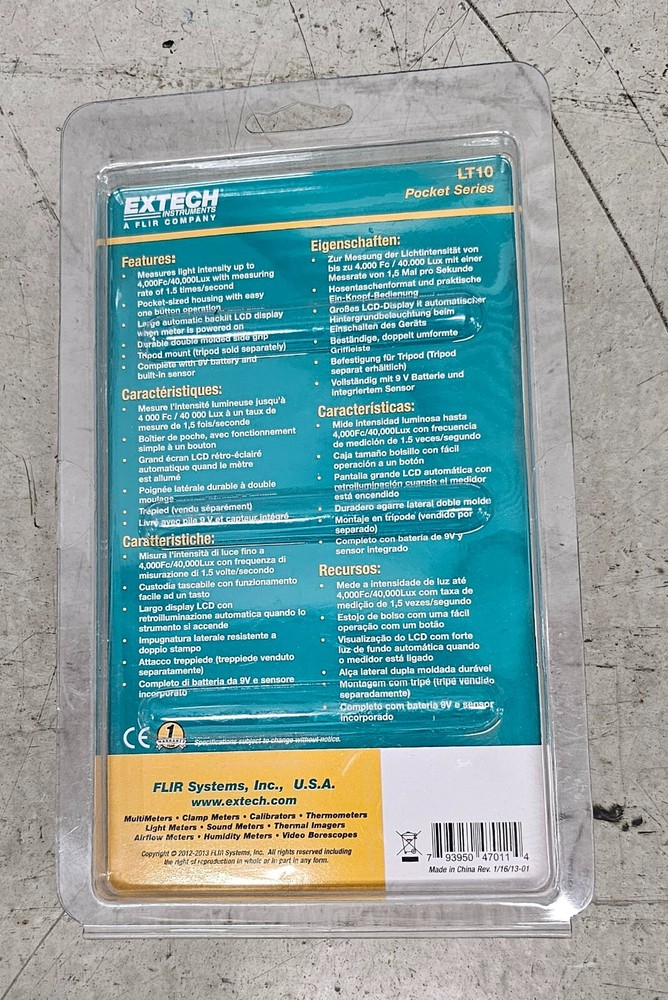 EXTECH
INSTRUMENTS
A FLIR COMPANY
LT10
Pocket Series
Features:
• Measures light intensity up to
4,000Fc/40,000Lux with measuring
rate of 1.5 times/second
• Pocket-sized housing with easy
one button operation
• Large automatic backlit LCD display
when meter is powered on
• Durable double molded side grip
• Tripod mount (tripod sold separately)
• Complete with 9V battery and
built-in sensor
Caractéristiques:
• Mesure l'intensité lumineuse jusqu'à
4 000 Fc / 40 000 Lux à un taux de
mesure de 1,5 fois/seconde
• Boîtier de poche, avec fonctionnement
simple à un bouton
• Grand écran LCD rétro-éclairé
automatique quand le mètre
est allumé
• Poignée latérale durable à double
moulage
• Trépied (vendu séparément)
• Livré avec pile 9 V et capteur intégré
Caratteristiche:
• Misura l'intensità di luce fino a
4,000Fc/40,000Lux con frequenza di
misurazione di 1.5 volte/secondo
• Custodia tascabile con funzionamento
facile ad un tasto
• Largo display LCD con
retroilluminazione automatica quando lo
strumento si accende
• Impugnatura laterale resistente a
doppio stampo
• Attacco treppiede (treppiede venduto
separatamente)
• Completo di batteria da 9V e sensore
incorporato
Eigenschaften:
• Zur Messung der Lichtintensität von
bis zu 4.000 Fc / 40.000 Lux mit einer
Messrate von 1,5 Mal pro Sekunde
• Hosentaschenformat und praktische
Ein-Knopf-Bedienung
• Großes LCD-Display it automatischer
Hintergrundbeleuchtung beim
Einschalten des Geräts
• Beständige, doppelt umformte
Griffleiste
• Befestigung für Tripod (Tripod
separat erhältlich)
• Vollständig mit 9 V Batterie und
integriertem Sensor
Características:
• Mide intensidad luminosa hasta
4,000Fc/40,000Lux con frecuencia
de medición de 1.5 veces/segundo
• Caja tamaño bolsillo con fácil
operación a un botón
• Pantalla grande LCD automática con
retroiluminación cuando el medidor
está encendido
• Duradero agarre lateral doble molde
• Montaje en trípode (vendido por
separado)
• Completo con batería de 9V y
sensor integrado
Recursos:
• Mede a intensidade de luz até
4,000Fc/40,000Lux com taxa de
medição de 1,5 vezes/segundo
• Estojo de bolso com uma fácil
operação com um botão
• Visualização do LCD com forte
luz de fundo automática quando
o medidor está ligado
• Alça lateral dupla moldada durável
• Montagem com tripé (tripé vendido
separadamente)
• Completo com bateria 9V e sensor
incorporado
CE 1 WARRANTY Specifications subject to change without notice.
FLIR Systems, Inc., U.S.A.
www.extech.com
MultiMeters • Clamp Meters • Calibrators • Thermometers
Light Meters • Sound Meters • Thermal Imagers
Airflow Meters • Humidity Meters • Video Borescopes
Copyright © 2012-2013 FLIR Systems, Inc. All rights reserved including
the right of reproduction in whole or in part in any form.
7 93950 47011 4
Made in China Rev. 1/16/13-01